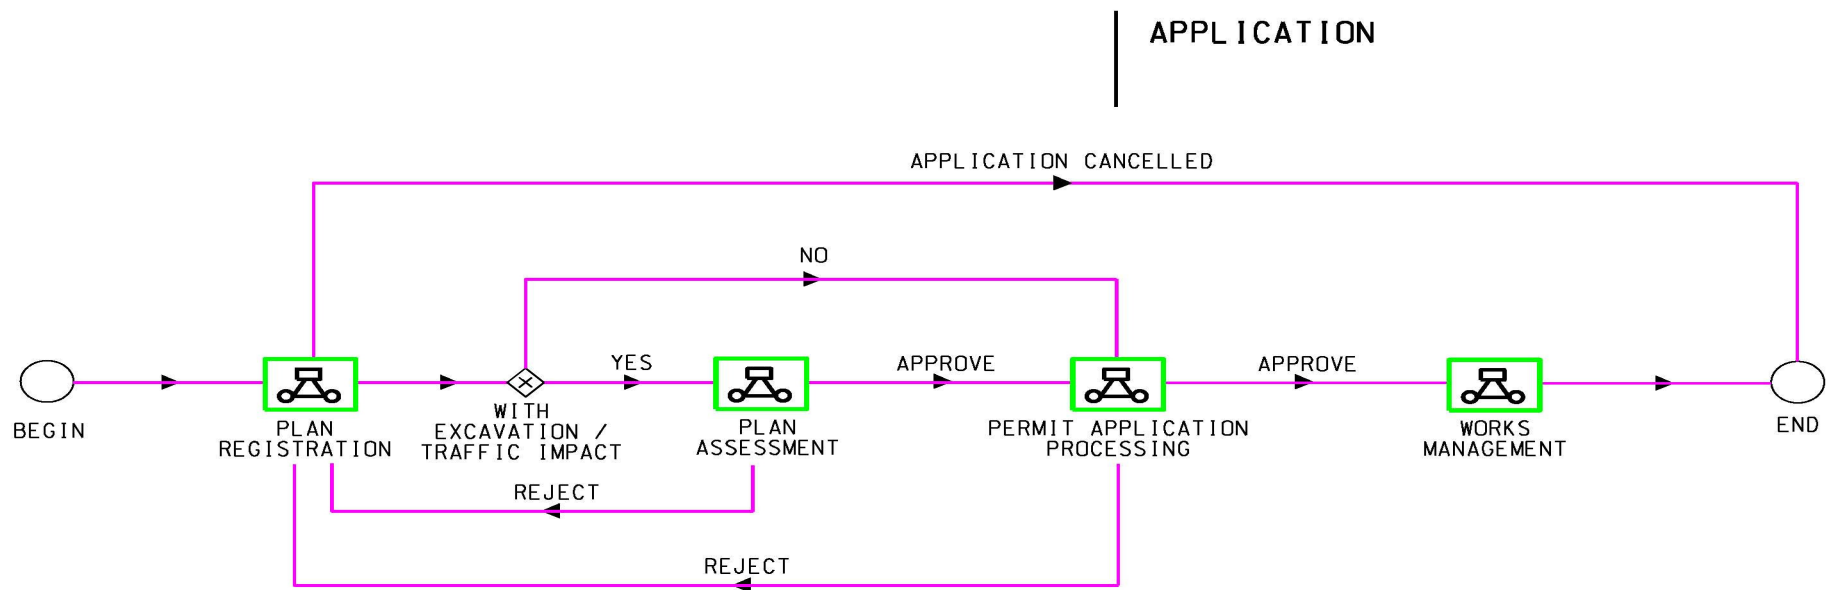 APPLICATION
APPLICATION CANCELLED
NO
YES
APPROVE
APPROVE
BEGIN
PLAN
REGISTRATION
WITH
EXCAVATION /
TRAFFIC IMPACT
PLAN
ASSESSMENT
PERMIT APPLICATION
PROCESSING
WORKS
MANAGEMENT
END
REJECT
REJECT